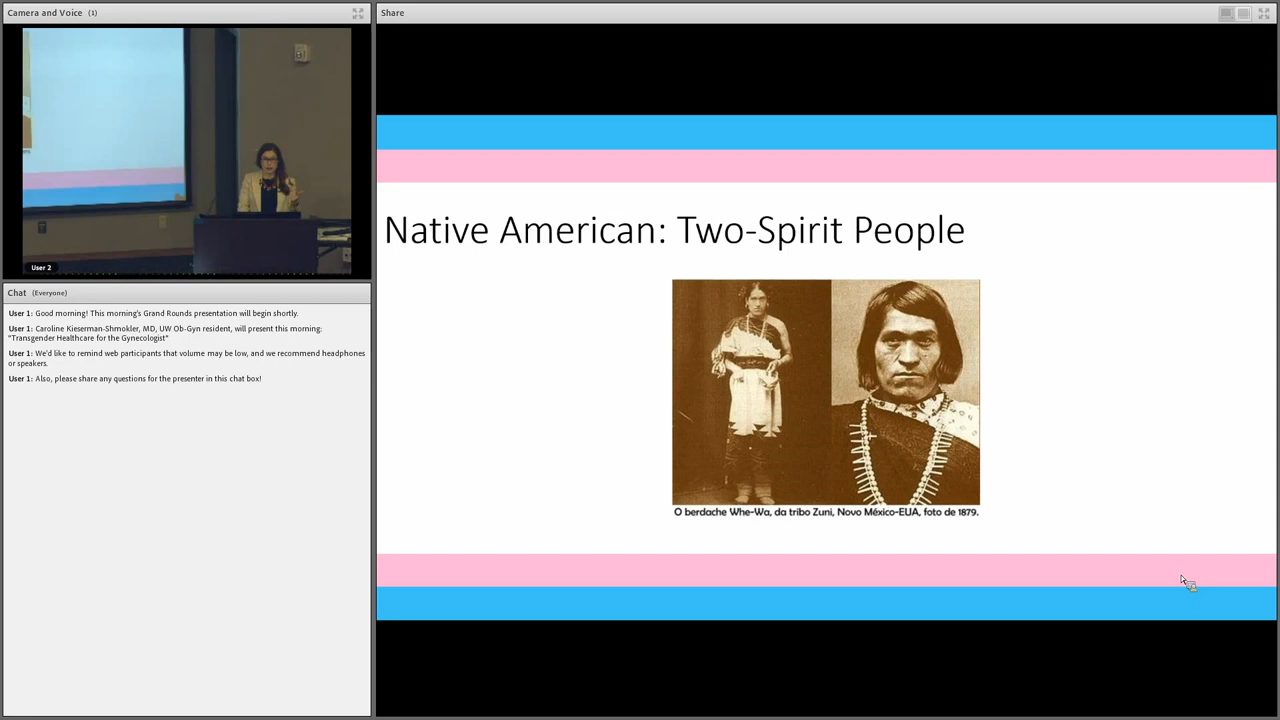 Camera and Voice (1)
User 2
Chat (Everyone)
User 1: Good morning! This morning's Grand Rounds presentation will begin shortly.
User 1: Caroline Kieserman-Shmokler, MD, UW Ob-Gyn resident, will present this morning:
"Transgender Healthcare for the Gynecologist"
User 1: We'd like to remind web participants that volume may be low, and we recommend headphones
or speakers.
User 1: Also, please share any questions for the presenter in this chat box!
Share
Native American: Two-Spirit People
O berdache Whe-Wa, da tribo Zuni, Novo México-EUA, foto de 1879.